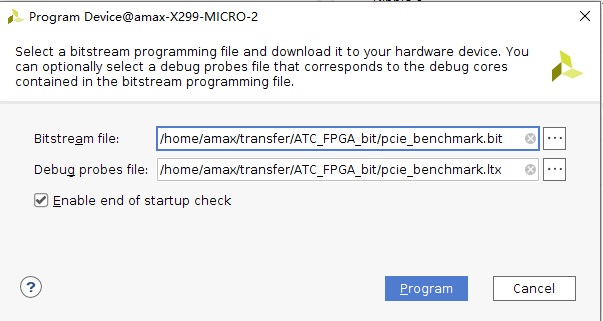 Program Device@amax-X299-MICRO-2
Select a bitstream programming file and download it to your hardware device. You
can optionally select a debug probes file that corresponds to the debug cores
contained in the bitstream programming file.
Bitstream file: /home/amax/transfer/ATC_FPGA_bit/pcie_benchmark.bit ...
Debug probes file: /home/amax/transfer/ATC_FPGA_bit/pcie_benchmark.ltx ...
Enable end of startup check
? Program Cancel